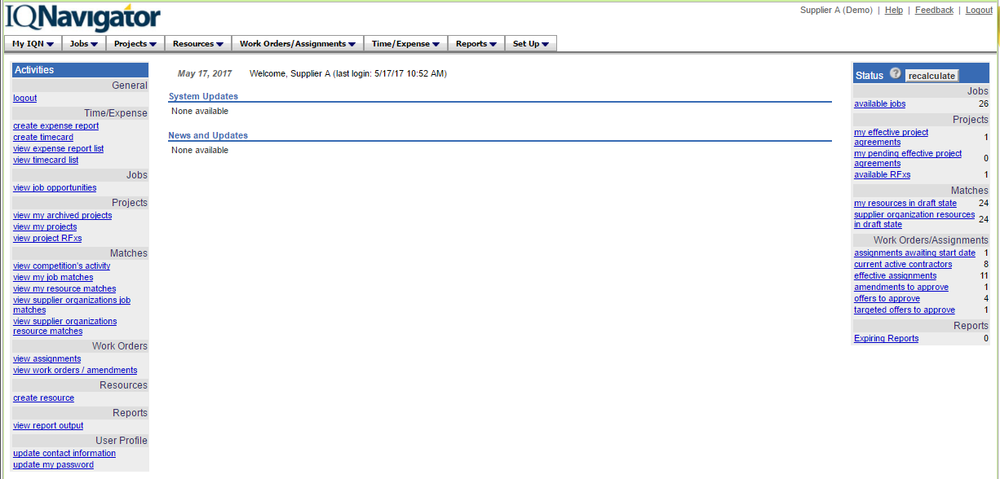 IQNavigator
Supplier A (Demo) | Help | Feedback | Logout
My IQN Jobs Projects Resources Work Orders/Assignments Time/Expense Reports Set Up
Activities
General
logout
Time/Expense
create expense report
create timecard
view expense report list
view timecard list
Jobs
view job opportunities
Projects
view my archived projects
view my projects
view project RFxs
Matches
view competition's activity
view my job matches
view my resource matches
view supplier organizations job
matches
view supplier organizations
resource matches
Work Orders
view assignments
view work orders / amendments
Resources
create resource
Reports
view report output
User Profile
update contact information
update my password
May 17, 2017 Welcome, Supplier A (last login: 5/17/17 10:52 AM)
System Updates
None available
News and Updates
None available
Status ? recalculate
Jobs
available jobs 26
Projects
my effective project
agreements 1
my pending effective project
agreements 0
available RFxs 1
Matches
my resources in draft state 24
supplier organization resources
in draft state 24
Work Orders/Assignments
assignments awaiting start date 1
current active contractors 8
effective assignments 11
amendments to approve 1
offers to approve 4
targeted offers to approve 1
Reports
Expiring Reports 0